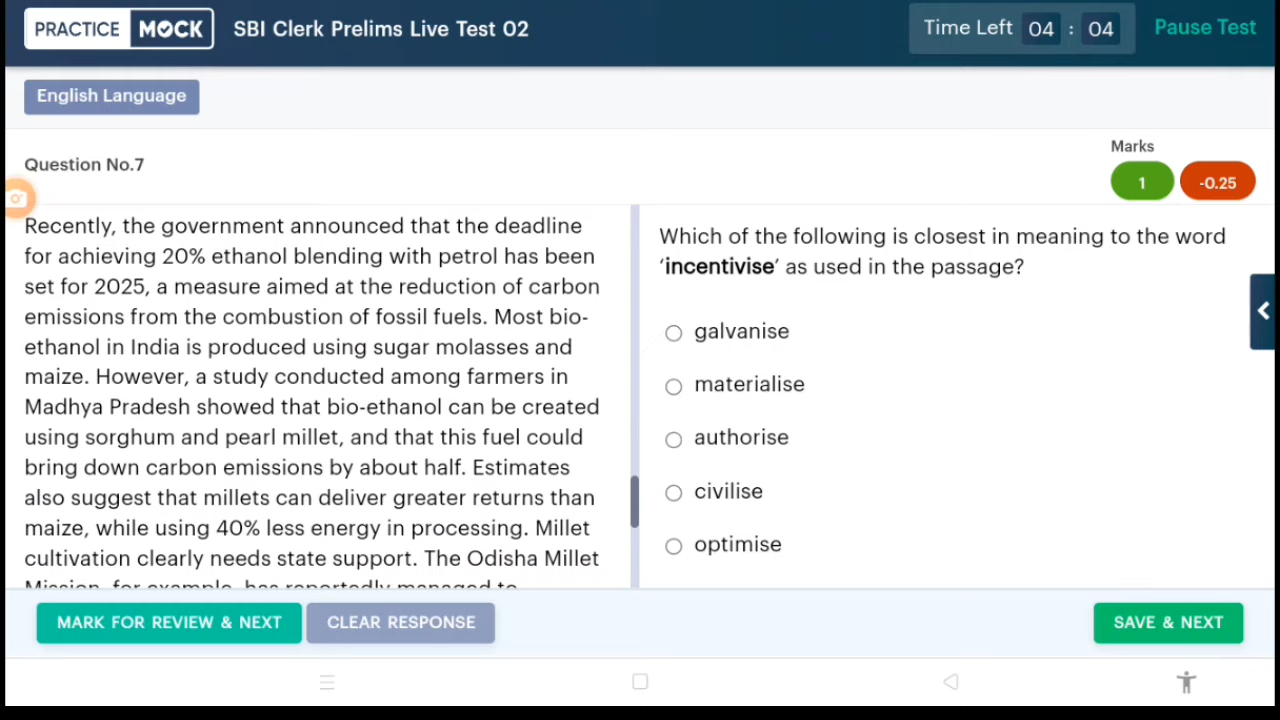 PRACTICE MOCK SBI Clerk Prelims Live Test 02 Time Left 04 : 04 Pause Test
English Language
Question No.7
Marks
1 -0.25
Recently, the government announced that the deadline
for achieving 20% ethanol blending with petrol has been
set for 2025, a measure aimed at the reduction of carbon
emissions from the combustion of fossil fuels. Most bio-
ethanol in India is produced using sugar molasses and
maize. However, a study conducted among farmers in
Madhya Pradesh showed that bio-ethanol can be created
using sorghum and pearl millet, and that this fuel could
bring down carbon emissions by about half. Estimates
also suggest that millets can deliver greater returns than
maize, while using 40% less energy in processing. Millet
cultivation clearly needs state support. The Odisha Millet
Mission, for example, has reportedly managed to
Which of the following is closest in meaning to the word
‘incentivise’ as used in the passage?
galvanise
materialise
authorise
civilise
optimise
MARK FOR REVIEW & NEXT CLEAR RESPONSE SAVE & NEXT